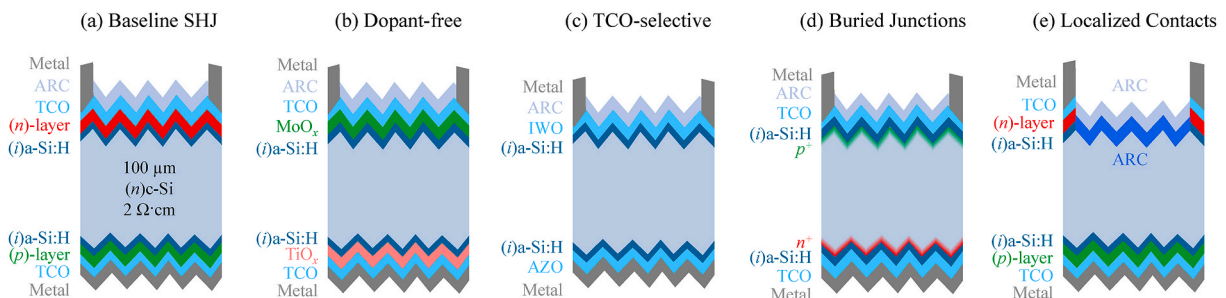 (a) Baseline SHJ
Metal
ARC
TCO
(n)-layer
(i)a-Si:H
100 µm
(n)c-Si
2 Ω·cm
(i)a-Si:H
(p)-layer
TCO
Metal
(b) Dopant-free
Metal
ARC
TCO
MoOₓ
(i)a-Si:H
(i)a-Si:H
TiOₓ
TCO
Metal
(c) TCO-selective
Metal
ARC
IWO
(i)a-Si:H
(i)a-Si:H
AZO
Metal
(d) Buried Junctions
Metal
ARC
TCO
(i)a-Si:H
p⁺
n⁺
(i)a-Si:H
TCO
Metal
(e) Localized Contacts
Metal
ARC
TCO
(n)-layer
(i)a-Si:H
ARC
(i)a-Si:H
(p)-layer
TCO
Metal